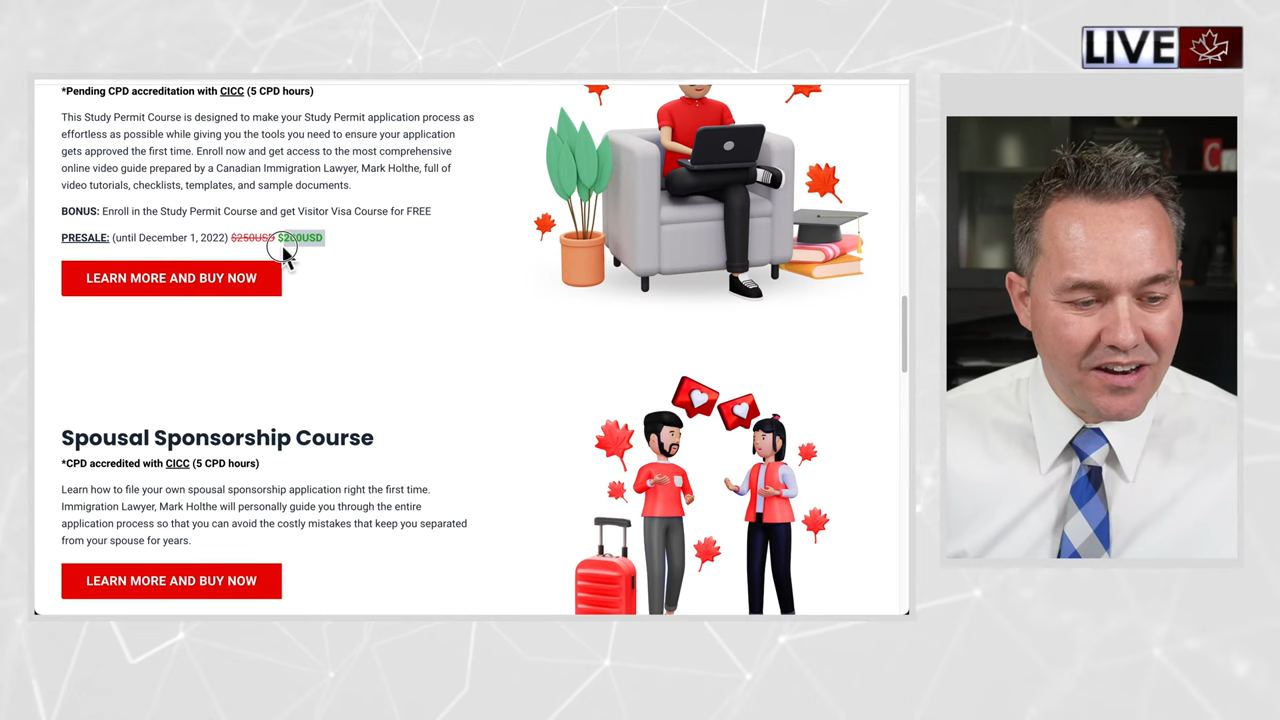 LIVE
*Pending CPD accreditation with CICC (5 CPD hours)
This Study Permit Course is designed to make your Study Permit application process as
effortless as possible while giving you the tools you need to ensure your application
gets approved the first time. Enroll now and get access to the most comprehensive
online video guide prepared by a Canadian Immigration Lawyer, Mark Holthe, full of
video tutorials, checklists, templates, and sample documents.
BONUS: Enroll in the Study Permit Course and get Visitor Visa Course for FREE
PRESALE: (until December 1, 2022) $250USD
LEARN MORE AND BUY NOW
Spousal Sponsorship Course
*CPD accredited with CICC (5 CPD hours)
Learn how to file your own spousal sponsorship application right the first time.
Immigration Lawyer, Mark Holthe will personally guide you through the entire
application process so that you can avoid the costly mistakes that keep you separated
from your spouse for years.
LEARN MORE AND BUY NOW